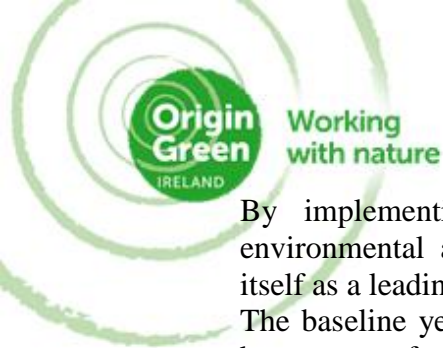 Origin
Green
IRELAND
Working
with nature
By implementi
environmental a
itself as a leadin
The baseline ye